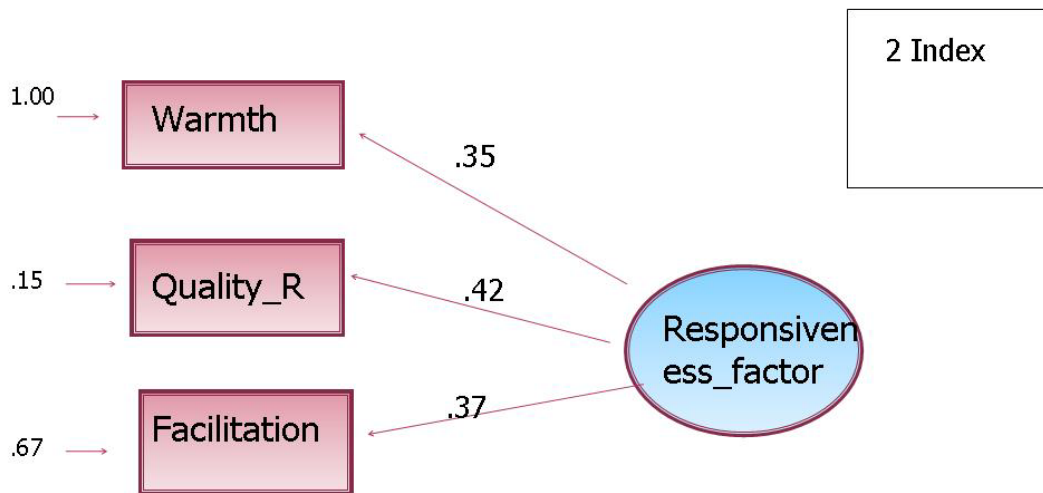 2 Index
1.00
Warmth
.35
.15
Quality_R
.42
Responsiven
ess_factor
.67
Facilitation
.37